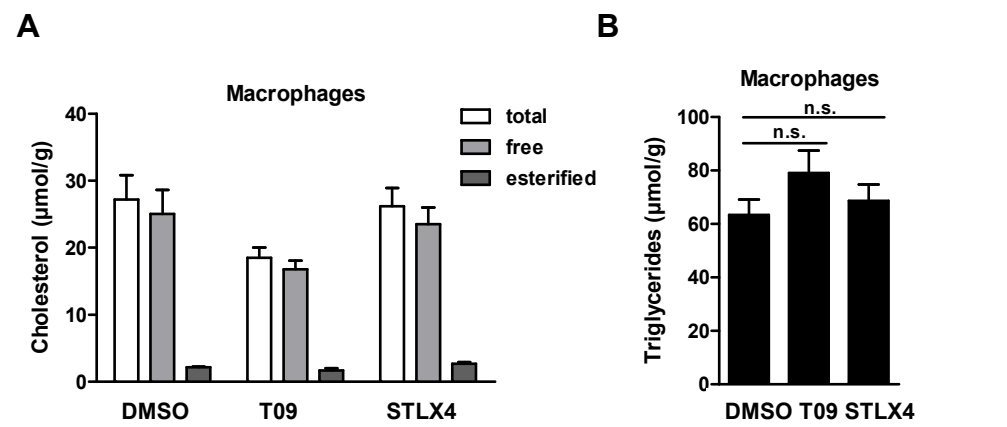 A
Macrophages
Cholesterol (µmol/g)
40
30
20
10
0
total
free
esterified
DMSO T09 STLX4
B
Macrophages
Triglycerides (µmol/g)
100
80
60
40
20
0
n.s.
n.s.
DMSO T09 STLX4